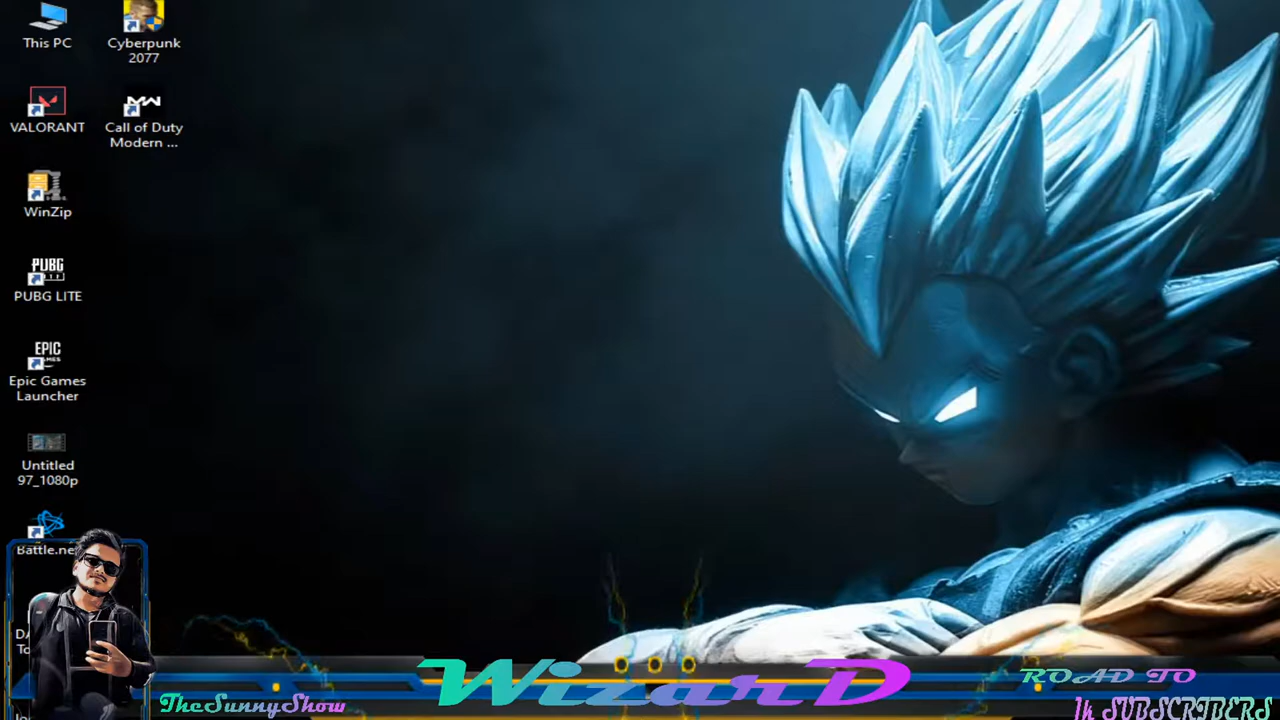 This PC
Cyberpunk
2077
VALORANT
Call of Duty
Modern ...
WinZip
PUBG
PUBG LITE
EPIC
Epic Games
Launcher
Untitled
97_1080p
Battle.ne
WizarD
TheSunnyShow
ROAD TO
1k SUBSCRIBERS